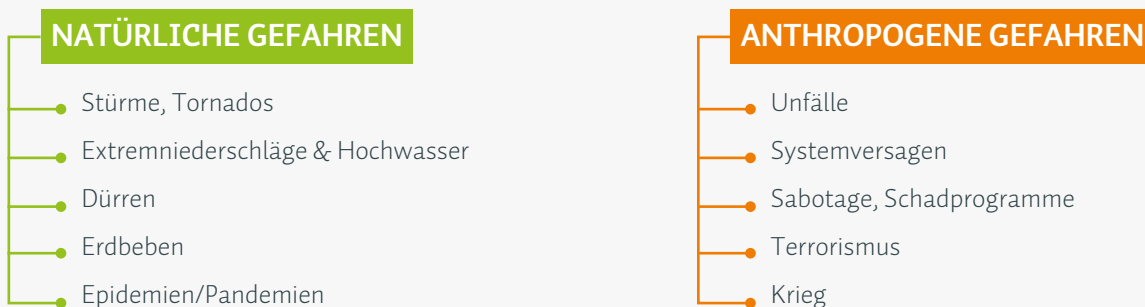 NATÜRLICHE GEFAHREN
Stürme, Tornados
Extremniederschläge & Hochwasser
Dürren
Erdbeben
Epidemien/Pandemien
ANTHROPOGENE GEFAHREN
Unfälle
Systemversagen
Sabotage, Schadprogramme
Terrorismus
Krieg